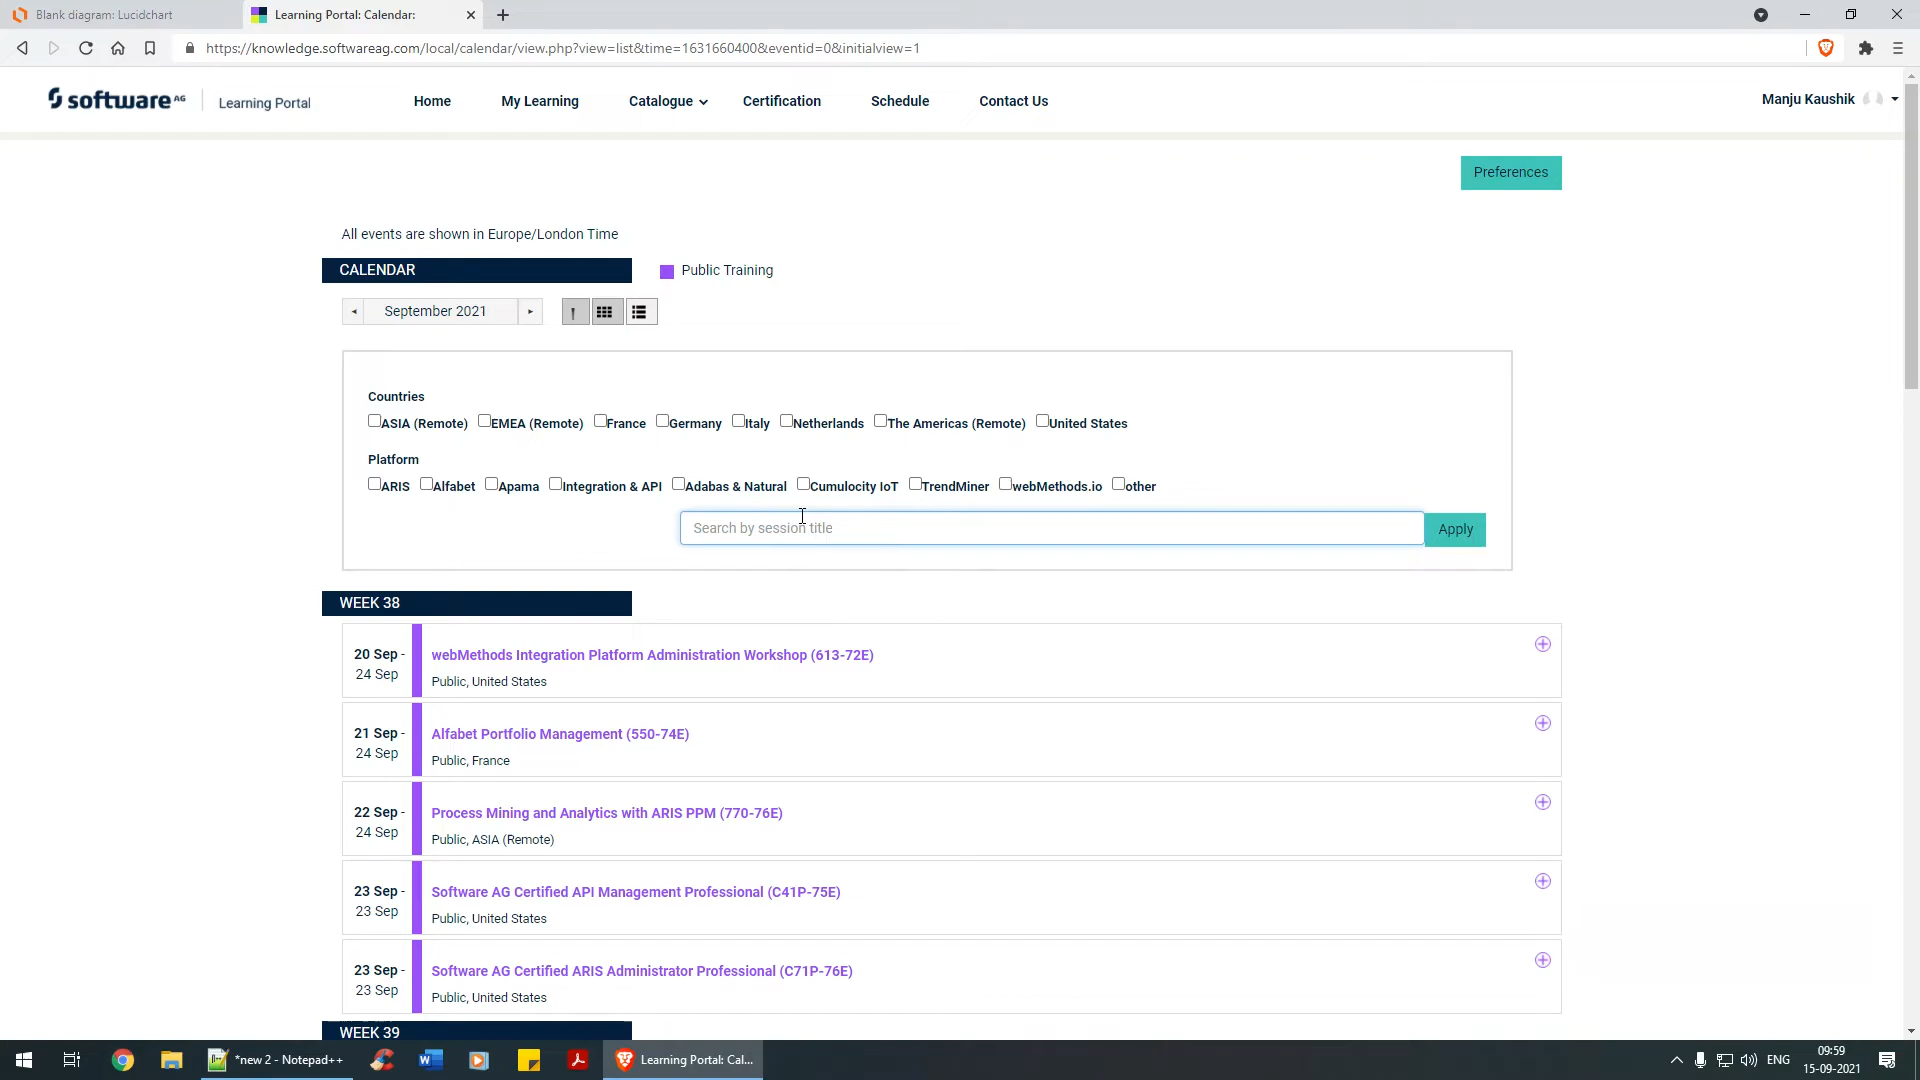 Blank diagram: Lucidchart
Learning Portal: Calendar:
https://knowledge.softwareag.com/local/calendar/view.php?view=list&time=1631660400&eventid=0&initialview=1
software AG Learning Portal
Home My Learning Catalogue Certification Schedule Contact Us
Manju Kaushik
Preferences
All events are shown in Europe/London Time
CALENDAR
Public Training
September 2021
Countries
ASIA (Remote) EMEA (Remote) France Germany Italy Netherlands The Americas (Remote) United States
Platform
ARIS Alfabet Apama Integration & API Adabas & Natural Cumulocity IoT TrendMiner webMethods.io other
Search by session title
Apply
WEEK 38
20 Sep -
24 Sep
webMethods Integration Platform Administration Workshop (613-72E)
Public, United States
21 Sep -
24 Sep
Alfabet Portfolio Management (550-74E)
Public, France
22 Sep -
24 Sep
Process Mining and Analytics with ARIS PPM (770-76E)
Public, ASIA (Remote)
23 Sep -
23 Sep
Software AG Certified API Management Professional (C41P-75E)
Public, United States
23 Sep -
23 Sep
Software AG Certified ARIS Administrator Professional (C71P-76E)
Public, United States
WEEK 39
*new 2 - Notepad++
Learning Portal: Cal...
ENG
09:59
15-09-2021